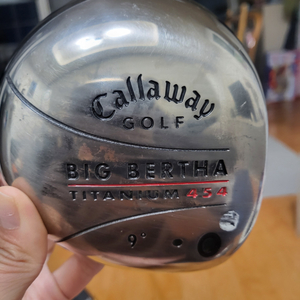 Callaway
GOLF
BIG BERTHA
TITANIUM 454
9°